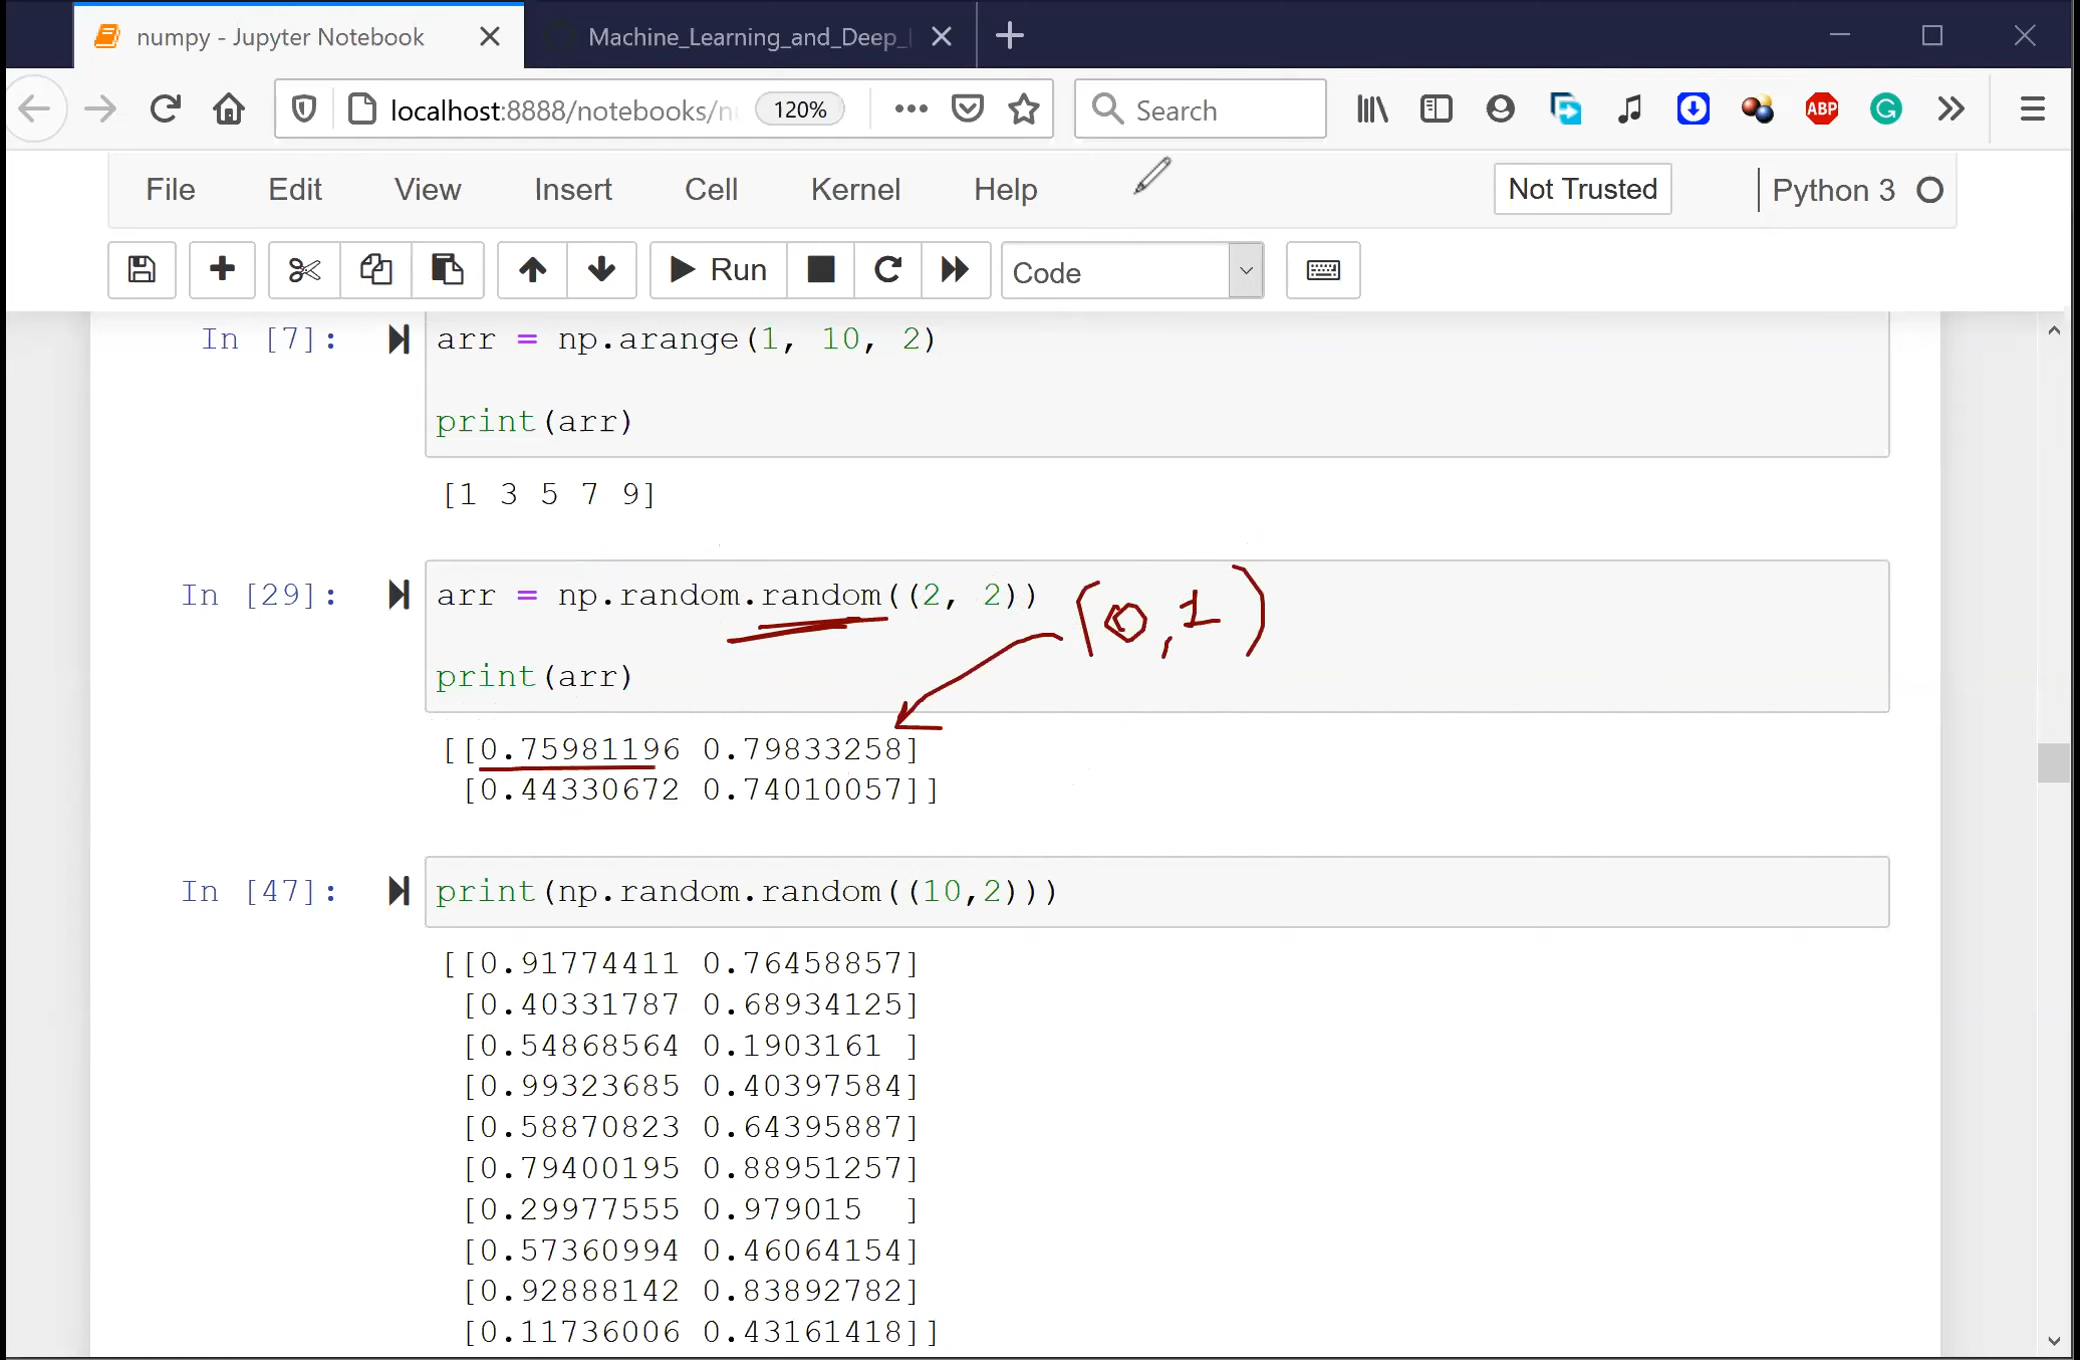 numpy - Jupyter Notebook
Machine_Learning_and_Deep_
localhost:8888/notebooks/n
120%
Search
ABP
File Edit View Insert Cell Kernel Help
Not Trusted
Python 3
Run
Code
In [7]:
arr = np.arange(1, 10, 2)
print(arr)
[1 3 5 7 9]
In [29]:
arr = np.random.random((2, 2))
(0,1)
print(arr)
[[0.75981196 0.79833258]
[0.44330672 0.74010057]]
In [47]:
print(np.random.random((10,2)))
[[0.91774411 0.76458857]
[0.40331787 0.68934125]
[0.54868564 0.1903161 ]
[0.99323685 0.40397584]
[0.58870823 0.64395887]
[0.79400195 0.88951257]
[0.29977555 0.979015  ]
[0.57360994 0.46064154]
[0.92888142 0.83892782]
[0.11736006 0.43161418]]